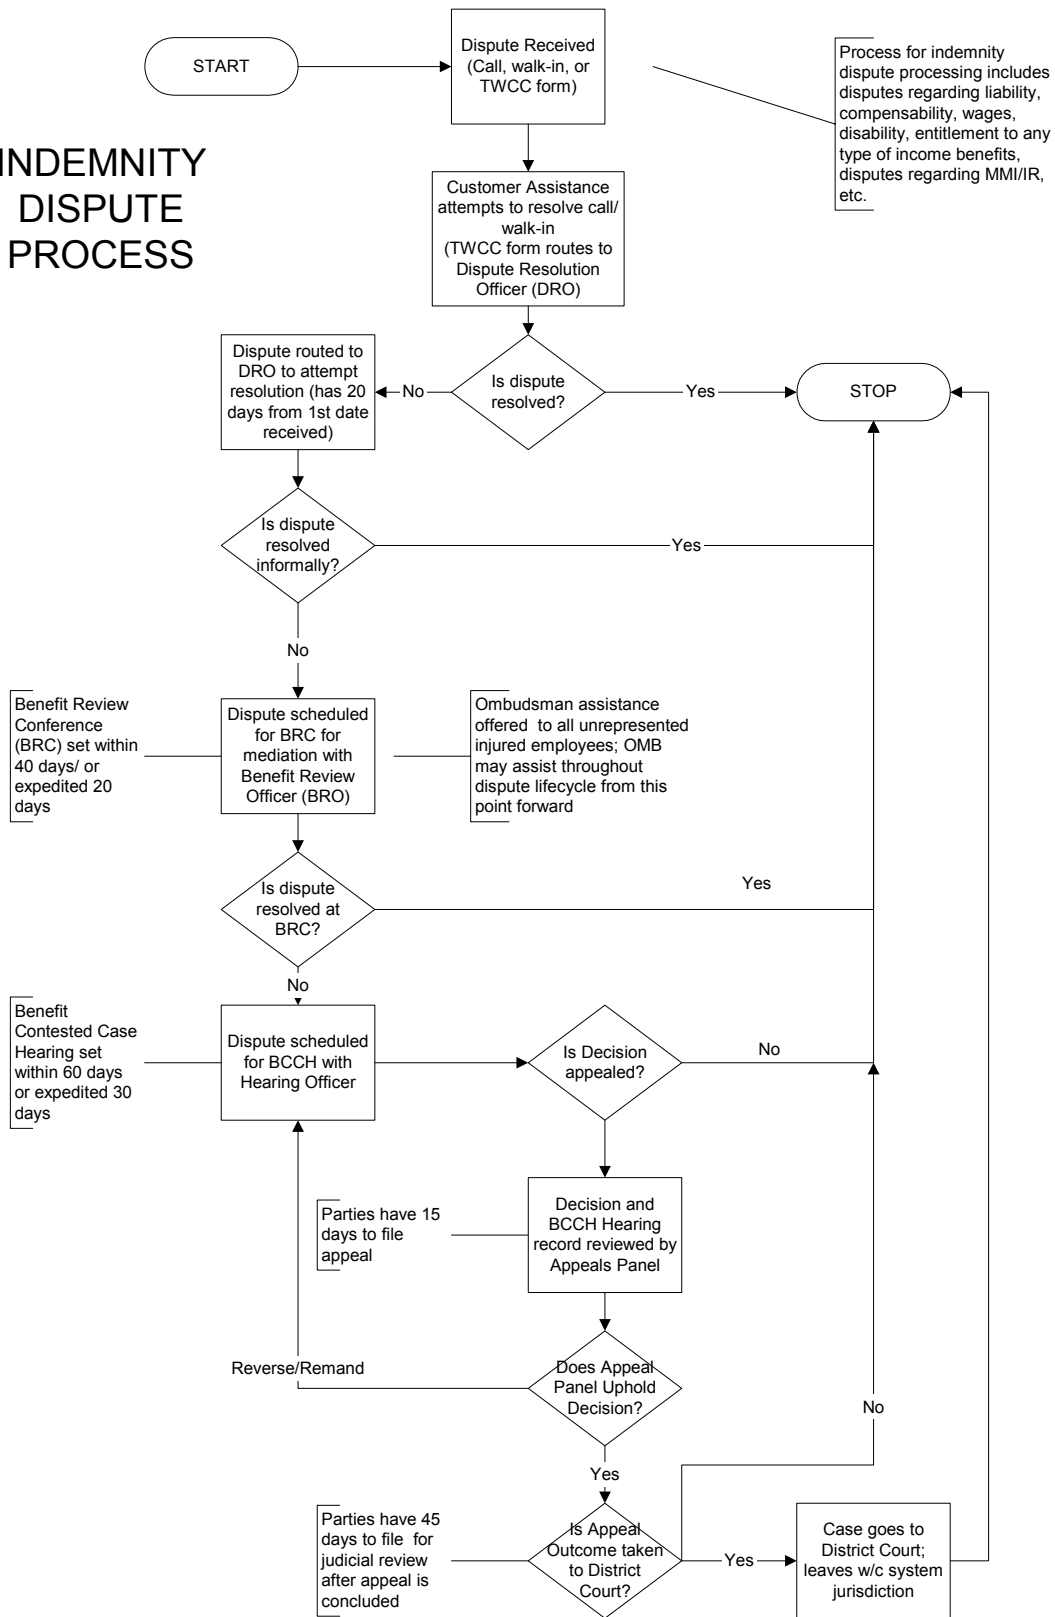 START
Dispute Received
(Call, walk-in, or
TWCC form)
Process for indemnity
dispute processing includes
disputes regarding liability,
compensability, wages,
disability, entitlement to any
type of income benefits,
disputes regarding MMI/IR,
etc.
INDEMNITY
DISPUTE
PROCESS
Customer Assistance
attempts to resolve call/
walk-in
(TWCC form routes to
Dispute Resolution
Officer (DRO)
Dispute routed to
DRO to attempt
resolution (has 20
days from 1st date
received)
No
Is dispute
resolved?
Yes
STOP
Is dispute
resolved
informally?
Yes
No
Benefit Review
Conference
(BRC) set within
40 days/ or
expedited 20
days
Dispute scheduled
for BRC for
mediation with
Benefit Review
Officer (BRO)
Ombudsman assistance
offered to all unrepresented
injured employees; OMB
may assist throughout
dispute lifecycle from this
point forward
Is dispute
resolved at
BRC?
Yes
No
Benefit
Contested Case
Hearing set
within 60 days
or expedited 30
days
Dispute scheduled
for BCCH with
Hearing Officer
Is Decision
appealed?
No
Parties have 15
days to file
appeal
Decision and
BCCH Hearing
record reviewed by
Appeals Panel
Reverse/Remand
Does Appeal
Panel Uphold
Decision?
No
Yes
Parties have 45
days to file for
judicial review
after appeal is
concluded
Is Appeal
Outcome taken
to District
Court?
Yes
Case goes to
District Court;
leaves w/c system
jurisdiction